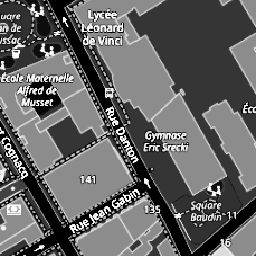 Lycée
Léonard
de Vinci
École Maternelle
Alfred de
Musset
Rue Danton
Gymnase
Eric Srecki
141
Rue Jean Gabin
135
Square
Baudin
11
16